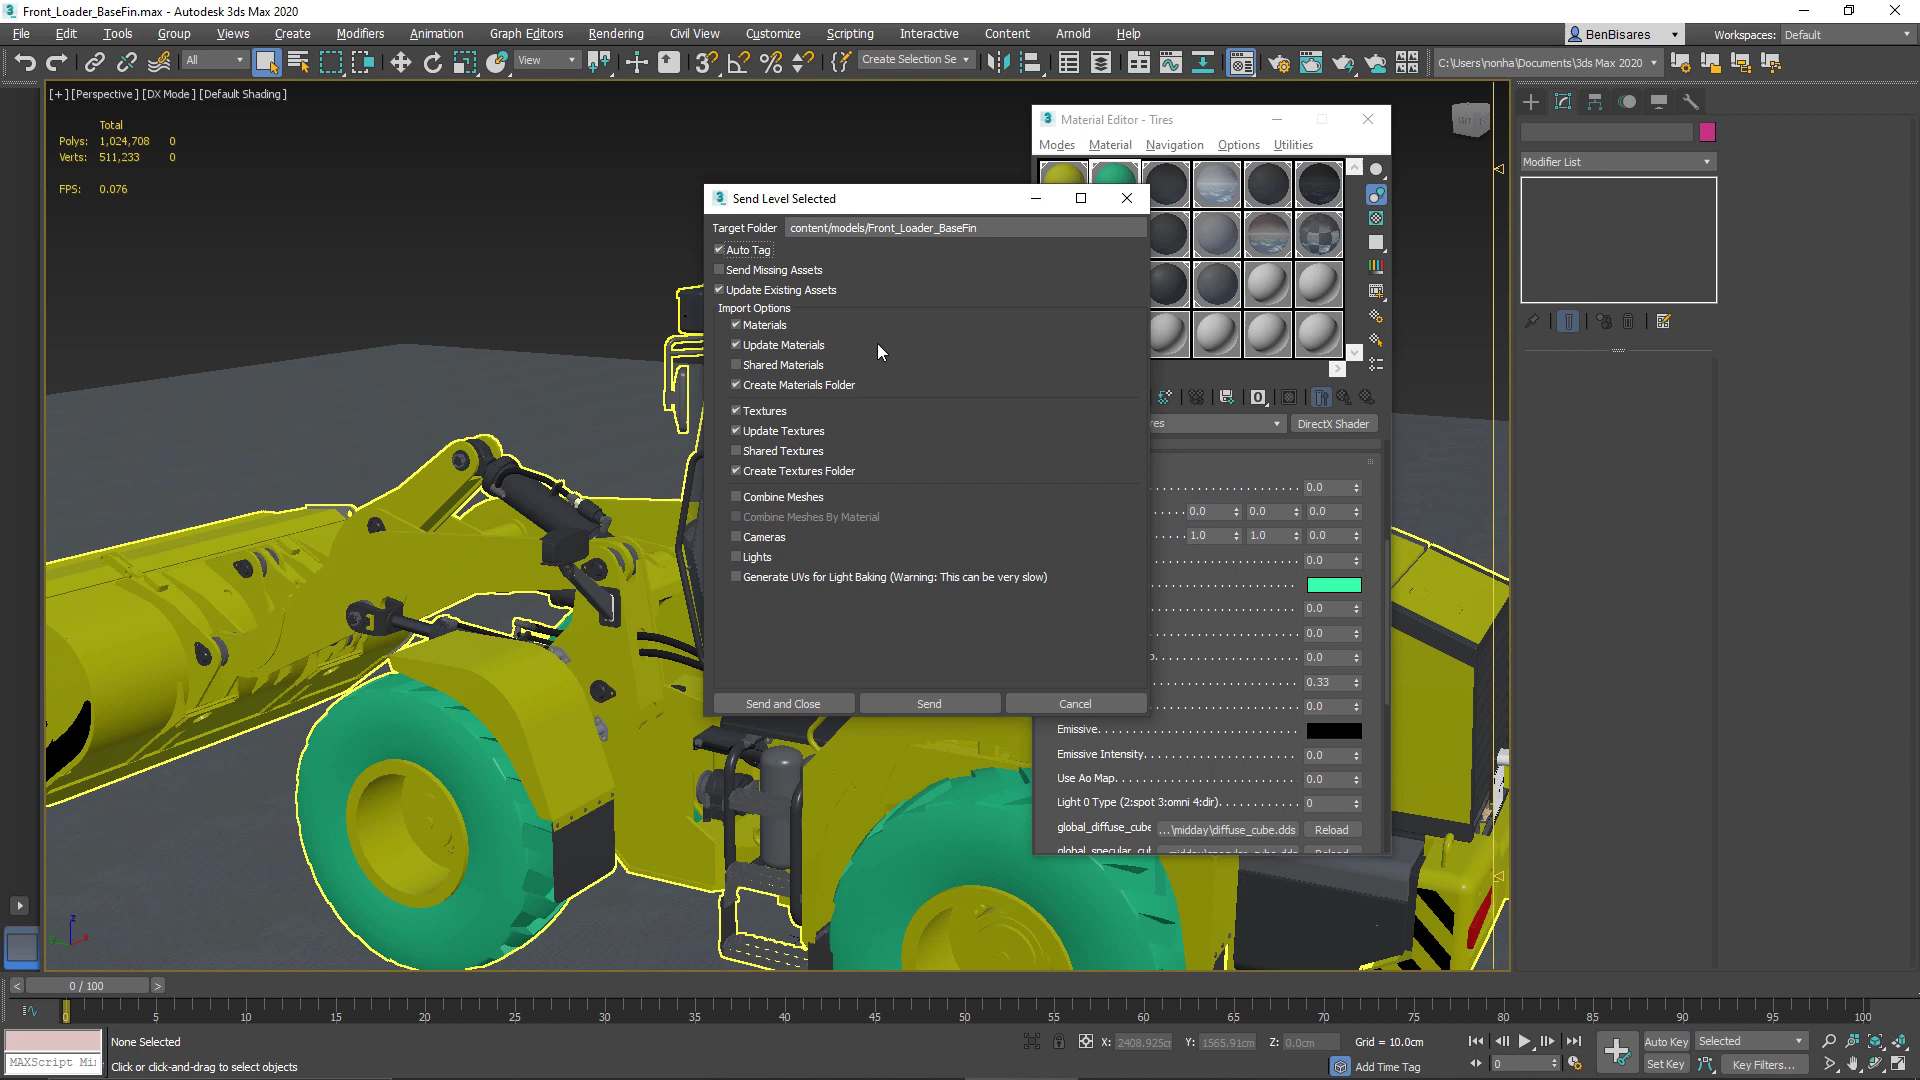 Front_Loader_BaseFin.max - Autodesk 3ds Max 2020
File Edit Tools Group Views Create Modifiers Animation Graph Editors Rendering Civil View Customize Scripting Interactive Content Arnold Help
BenBisares
Workspaces: Default
All
View
Create Selection Se
C:\Users\nonha\Documents\3ds Max 2020
[+] [Perspective ] [DX Mode ] [Default Shading ]
Total
Polys: 1,024,708 0
Verts: 511,233 0
FPS: 0.076
Material Editor - Tires
Modes Material Navigation Options Utilities
Modifier List
Send Level Selected
Target Folder content/models/Front_Loader_BaseFin
Auto Tag
Send Missing Assets
Update Existing Assets
Import Options
Materials
Update Materials
Shared Materials
Create Materials Folder
Textures
Update Textures
Shared Textures
Create Textures Folder
Combine Meshes
Combine Meshes By Material
Cameras
Lights
Generate UVs for Light Baking (Warning: This can be very slow)
Send and Close Send Cancel
res
DirectX Shader
0.0
0.0 0.0 0.0
1.0 1.0 0.0
0.0
0.0
0.0
0.0
0.33
0.0
Emissive
Emissive Intensity 0.0
Use Ao Map 0.0
Light 0 Type (2:spot 3:omni 4:dir) 0
global_diffuse_cube ...\midday\diffuse_cube.dds Reload
0 / 100
0 5 10 15 20 25 30 35 40 45 50 55 60 65 70 75 80 85 90 95 100
None Selected
Click or click-and-drag to select objects
MAXScript Mi
X: 2408.925c Y: 1565.91cm Z: 0.0cm
Grid = 10.0cm
Add Time Tag
0
Auto Key Selected
Set Key Key Filters...